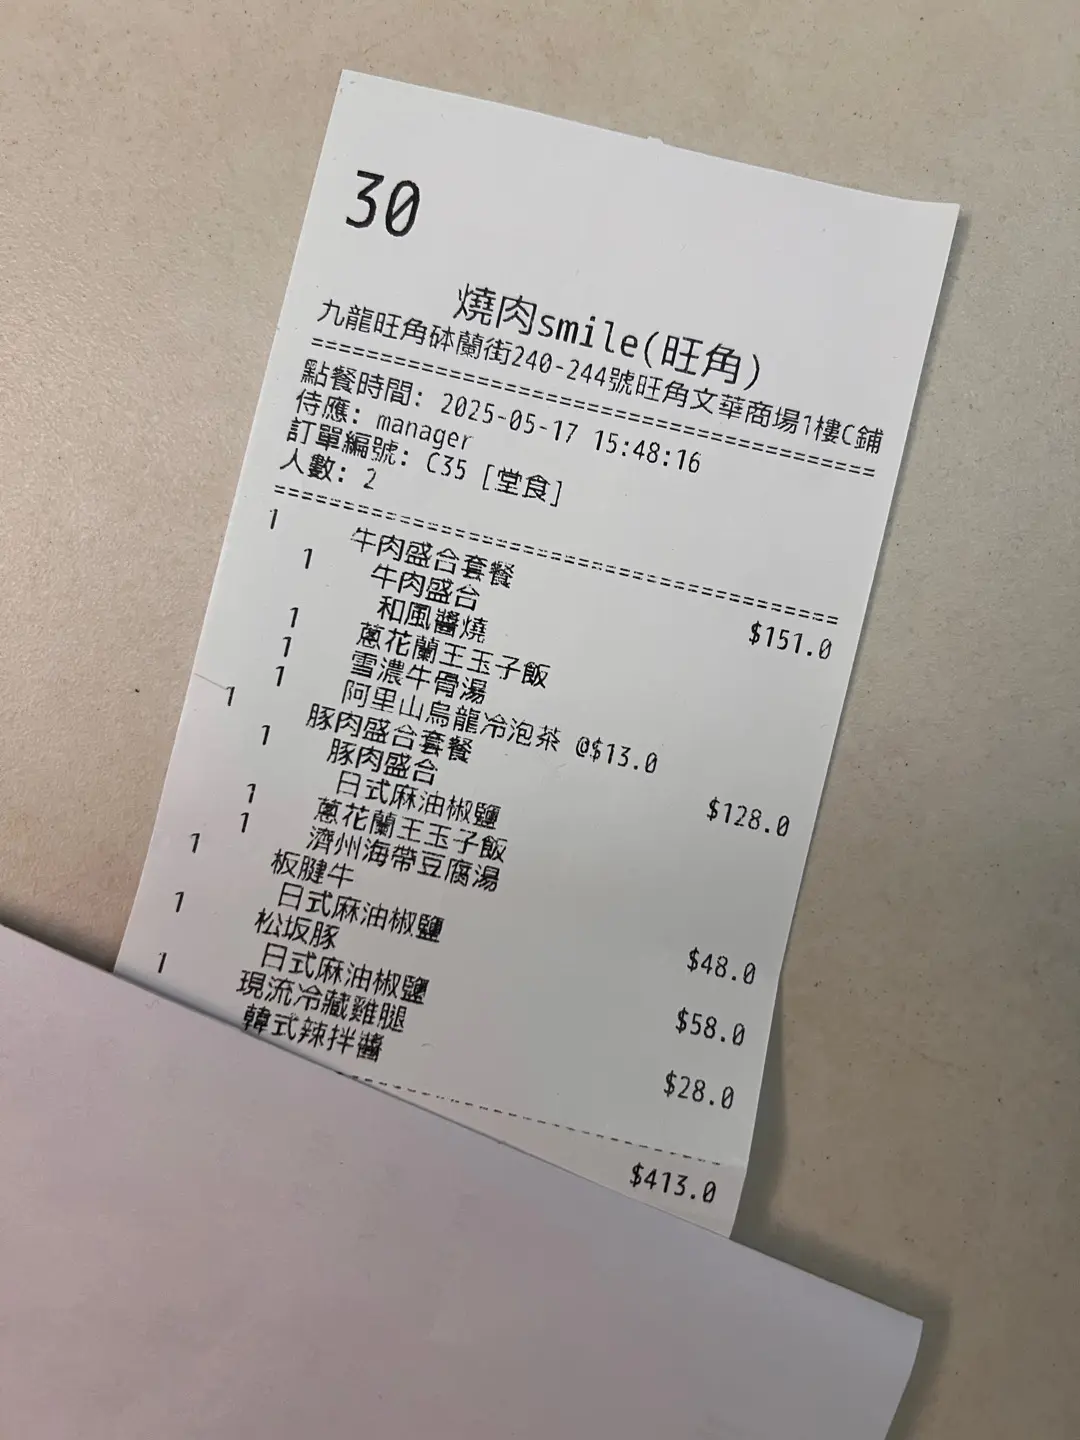 30
燒肉smile(旺角)
九龍旺角砵蘭街240-244號旺角文華商場1樓C鋪
================================================
點餐時間: 2025-05-17 15:48:16
侍應: manager
訂單編號: C35 [堂食]
人數: 2
================================================
1 牛肉盛合套餐 $151.0
1 牛肉盛合
和風醬燒
1 蔥花蘭王玉子飯
1 雪濃牛骨湯
1 阿里山烏龍冷泡茶 @$13.0
1 豚肉盛合套餐 $128.0
1 豚肉盛合
日式麻油椒鹽
1 蔥花蘭王玉子飯
1 濟州海帶豆腐湯
1 板腱牛 $48.0
日式麻油椒鹽
1 松坂豚 $58.0
日式麻油椒鹽
1 現流冷藏雞腿 $28.0
韓式辣拌醬
$413.0